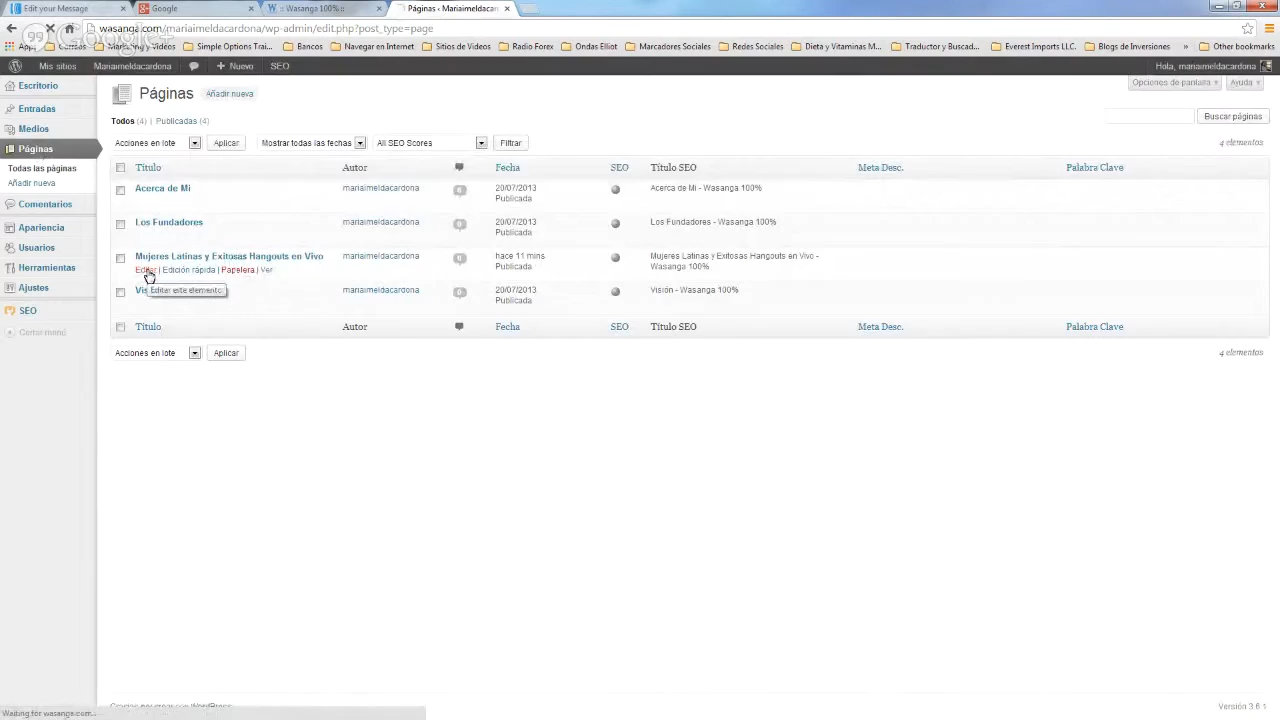 Edit your Message
Google
:: Wasanga 100%::
Páginas ‹ Mariaimeldacar...
wasanga.com/mariaimeldacardona/wp-admin/edit.php?post_type=page
Google+
Simple Options Trai...
Bancos
Navegar en Internet
Sitios de Videos
Radio Forex
Ondas Elliot
Marcadores Sociales
Redes Sociales
Dieta y Vitaminas M...
Traductor y Buscad...
Everest Imports LLC.
Blogs de Inversiones
»
Other bookmarks
Mis sitios
Mariaimeldacardona
Nuevo
SEO
Hola, mariaimeldacardona
Escritorio
Entradas
Medios
Páginas
Todas las páginas
Añadir nueva
Comentarios
Apariencia
Usuarios
Herramientas
Ajustes
SEO
Cerrar menú
Páginas Añadir nueva
Opciones de pantalla
Ayuda
Todos (4) | Publicadas (4)
Buscar páginas
Acciones en lote
Aplicar
Mostrar todas las fechas
All SEO Scores
Filtrar
4 elementos
Título Autor Fecha SEO Título SEO Meta Desc. Palabra Clave
Acerca de Mi mariaimeldacardona 0 20/07/2013 Acerca de Mi - Wasanga 100%
Publicada
Los Fundadores mariaimeldacardona 0 20/07/2013 Los Fundadores - Wasanga 100%
Publicada
Mujeres Latinas y Exitosas Hangouts en Vivo mariaimeldacardona 0 hace 11 mins Mujeres Latinas y Exitosas Hangouts en Vivo -
Editar | Edición rápida | Papelera | Ver Publicada Wasanga 100%
Editar este elemento
mariaimeldacardona 0 20/07/2013 Visión - Wasanga 100%
Publicada
Título Autor Fecha SEO Título SEO Meta Desc. Palabra Clave
Acciones en lote
Aplicar
4 elementos
Waiting for wasanga.com...
Versión 3.6.1